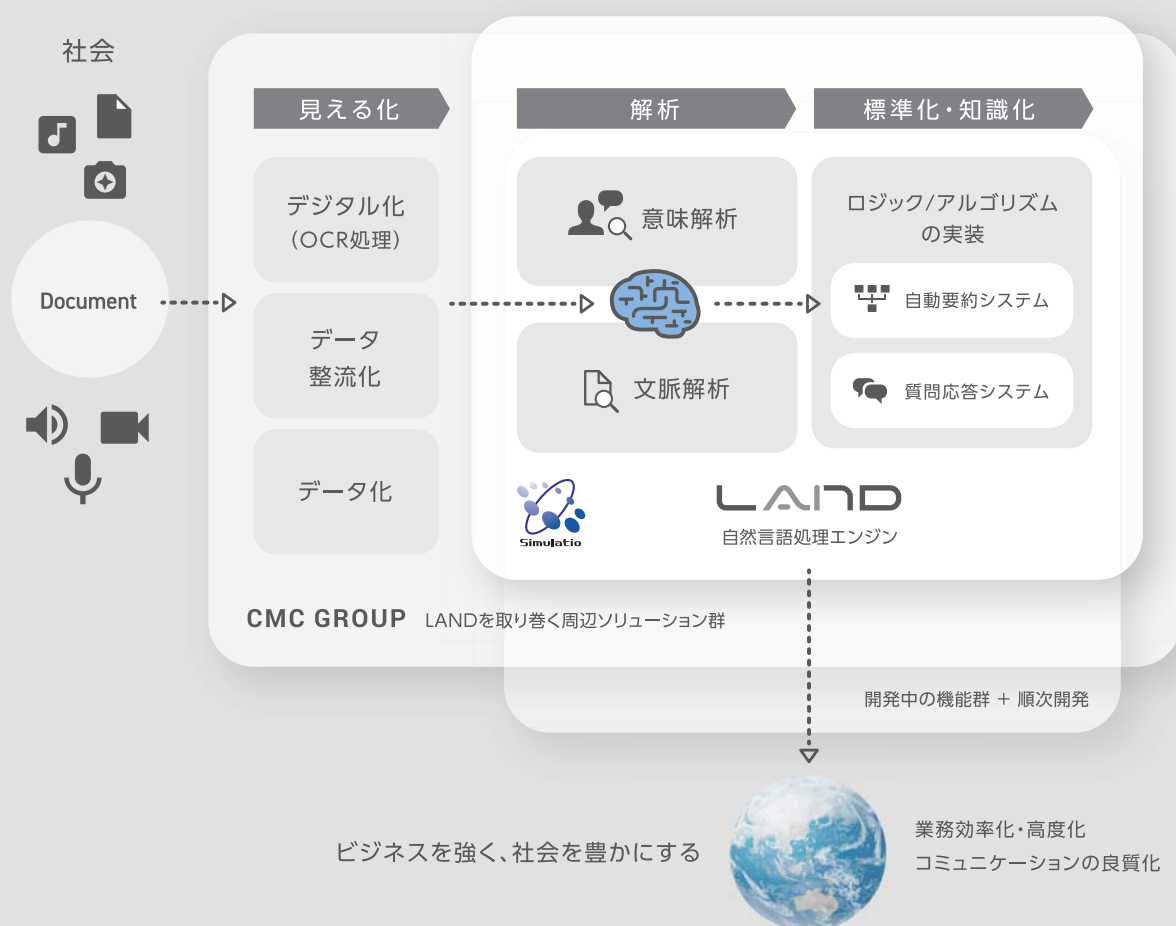 社会
Document
見える化
デジタル化
(OCR処理)
データ
整流化
データ化
解析
意味解析
文脈解析
標準化・知識化
ロジック/アルゴリズム
の実装
自動要約システム
質問応答システム
Simulatio
LAND
自然言語処理エンジン
CMC GROUP LANDを取り巻く周辺ソリューション群
開発中の機能群 + 順次開発
ビジネスを強く、社会を豊かにする
業務効率化・高度化
コミュニケーションの良質化